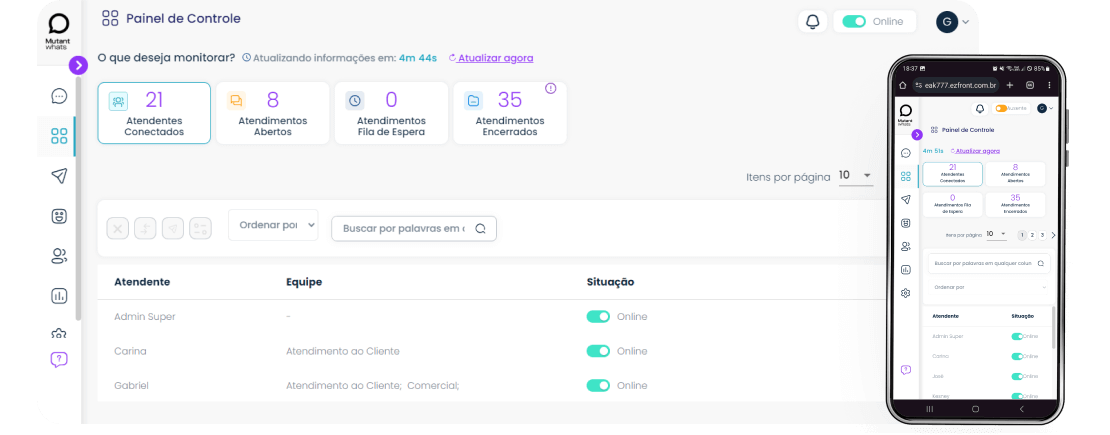 Mutant
whats
Painel de Controle
Online
G
O que deseja monitorar? Atualizando informações em: 4m 44s Atualizar agora
21
Atendentes
Conectados
8
Atendimentos
Abertos
0
Atendimentos
Fila de Espera
35
Atendimentos
Encerrados
Itens por página 10
Ordenar por
Buscar por palavras em
Atendente Equipe Situação
Admin Super - Online
Carina Atendimento ao Cliente Online
Gabriel Atendimento ao Cliente; Comercial; Online
18:37 85%
eak777.ezfront.com.br
Mutant
whats
Ausente
G
Painel de Controle
4m 51s Atualizar agora
21
Atendentes
Conectados
8
Atendimentos
Abertos
0
Atendimentos Fila
de Espera
35
Atendimentos
Encerrados
Itens por página 10 1 2 3
Buscar por palavras em qualquer colun
Ordenar por
Atendente Situação
Admin Super Online
Carina Online
José Online
Online